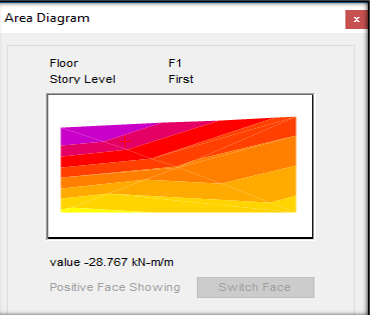 Area Diagram
x
Floor F1
Story Level First
value -28.767 kN-m/m
Positive Face Showing Switch Face